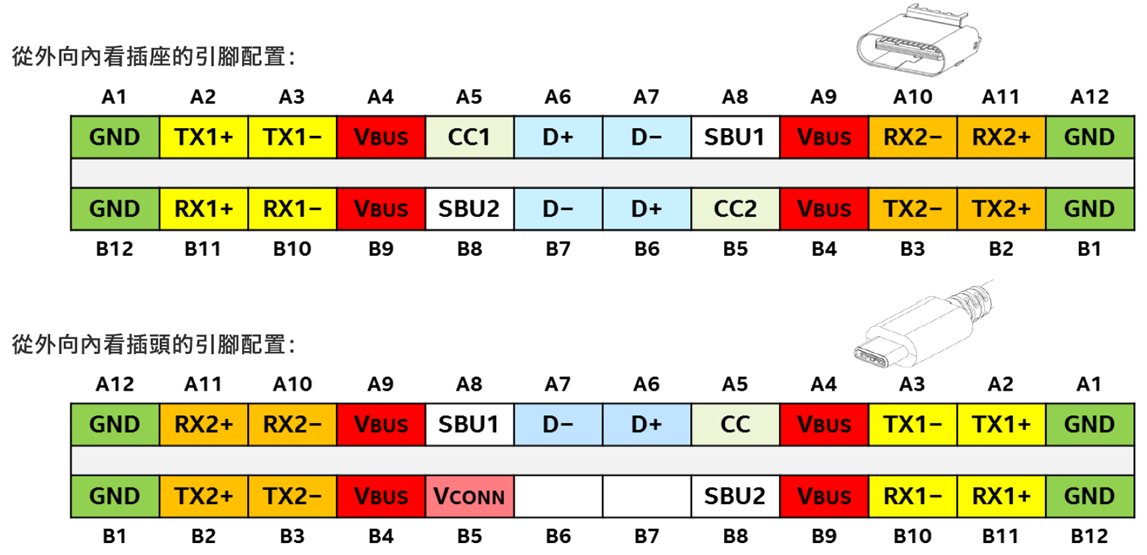 從外向內看插座的引腳配置：
A1 A2 A3 A4 A5 A6 A7 A8 A9 A10 A11 A12
GND TX1+ TX1− VBUS CC1 D+ D− SBU1 VBUS RX2− RX2+ GND
GND RX1+ RX1− VBUS SBU2 D− D+ CC2 VBUS TX2− TX2+ GND
B12 B11 B10 B9 B8 B7 B6 B5 B4 B3 B2 B1
從外向內看插頭的引腳配置：
A12 A11 A10 A9 A8 A7 A6 A5 A4 A3 A2 A1
GND RX2+ RX2− VBUS SBU1 D− D+ CC VBUS TX1− TX1+ GND
GND TX2+ TX2− VBUS VCONN SBU2 VBUS RX1− RX1+ GND
B1 B2 B3 B4 B5 B6 B7 B8 B9 B10 B11 B12